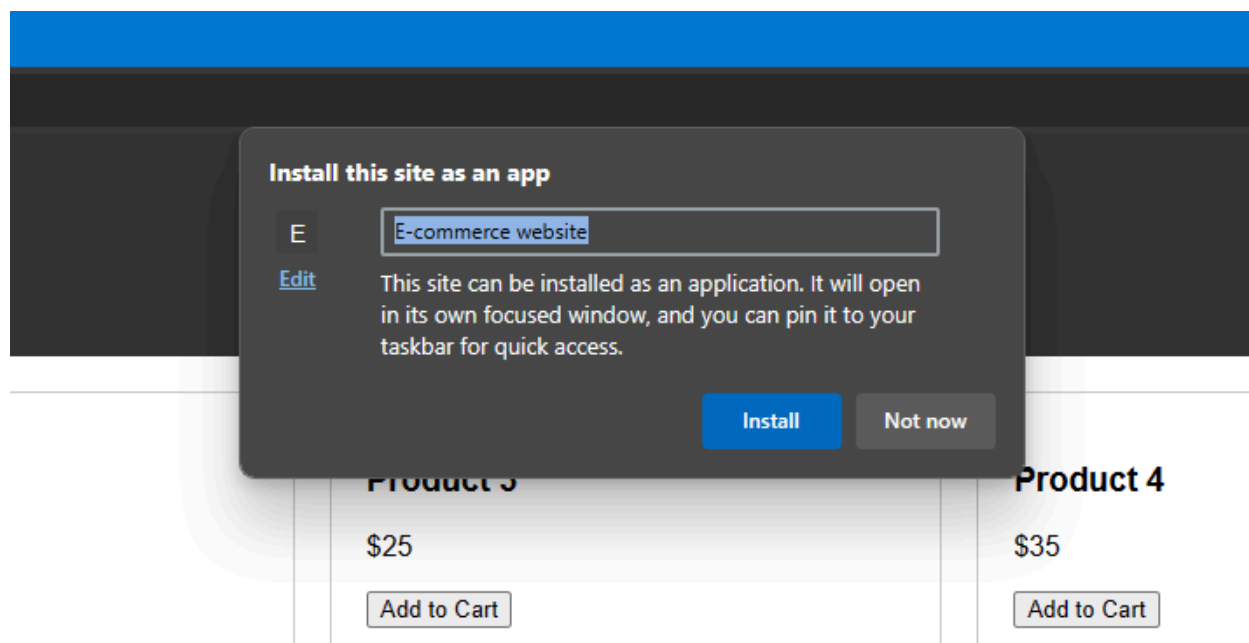 Install this site as an app
E
E-commerce website
Edit
This site can be installed as an application. It will open
in its own focused window, and you can pin it to your
taskbar for quick access.
Install
Not now
Product 3
Product 4
$25
$35
Add to Cart
Add to Cart